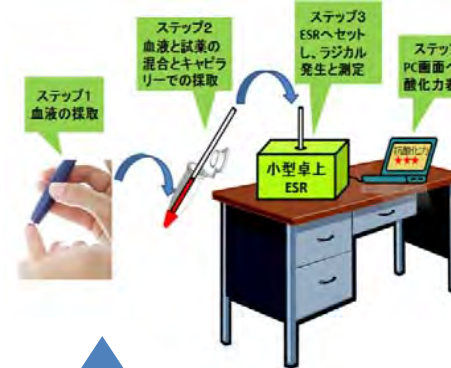 ステップ1
血液の採取
ステップ2
血液と試薬の
混合とキャピラ
リーでの採取
ステップ3
ESRへセット
し、ラジカル
発生と測定
ステップ
PC画面へ
酸化力表
小型卓上
ESR
抗酸化力
★★★